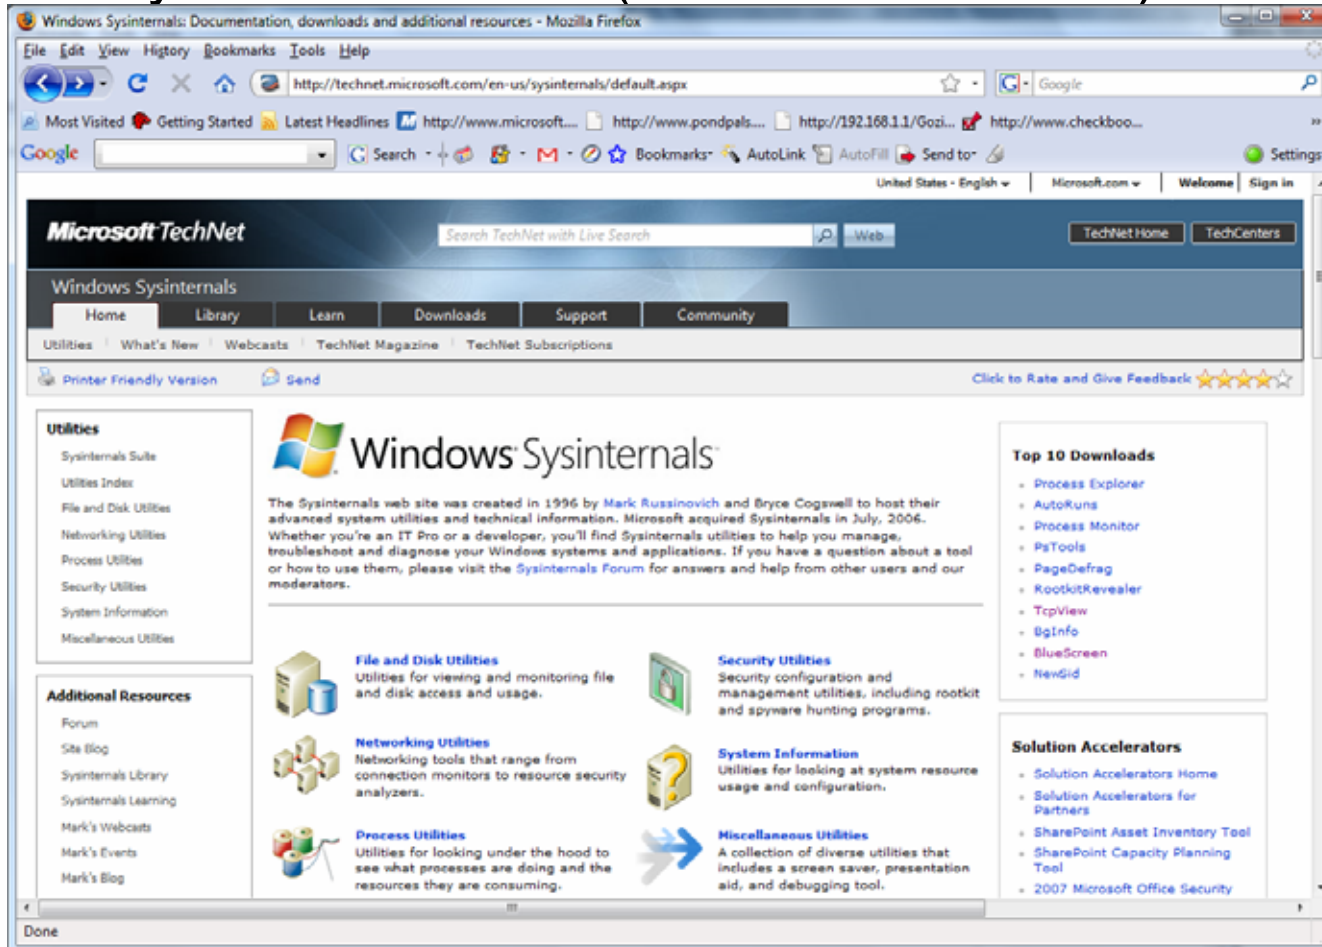 Windows Sysinternals: Documentation, downloads and additional resources - Mozilla Firefox
File Edit View History Bookmarks Tools Help
http://technet.microsoft.com/en-us/sysinternals/default.aspx
Google
Most Visited Getting Started Latest Headlines http://www.microsoft.... http://www.pondpals.... http://192.168.1.1/Gozi... http://www.checkboo... »
Google Search Bookmarks AutoLink AutoFill Send to Settings
United States - English Microsoft.com Welcome Sign in
Microsoft TechNet
Search TechNet with Live Search Web
TechNet Home TechCenters
Windows Sysinternals
Home Library Learn Downloads Support Community
Utilities What's New Webcasts TechNet Magazine TechNet Subscriptions
Printer Friendly Version Send
Click to Rate and Give Feedback
Utilities
Sysinternals Suite
Utilities Index
File and Disk Utilities
Networking Utilities
Process Utilities
Security Utilities
System Information
Miscellaneous Utilities
Additional Resources
Forum
Site Blog
Sysinternals Library
Sysinternals Learning
Mark's Webcasts
Mark's Events
Mark's Blog
Windows Sysinternals
The Sysinternals web site was created in 1996 by Mark Russinovich and Bryce Cogswell to host their
advanced system utilities and technical information. Microsoft acquired Sysinternals in July, 2006.
Whether you're an IT Pro or a developer, you'll find Sysinternals utilities to help you manage,
troubleshoot and diagnose your Windows systems and applications. If you have a question about a tool
or how to use them, please visit the Sysinternals Forum for answers and help from other users and our
moderators.
File and Disk Utilities
Utilities for viewing and monitoring file
and disk access and usage.
Security Utilities
Security configuration and
management utilities, including rootkit
and spyware hunting programs.
Networking Utilities
Networking tools that range from
connection monitors to resource security
analyzers.
System Information
Utilities for looking at system resource
usage and configuration.
Process Utilities
Utilities for looking under the hood to
see what processes are doing and the
resources they are consuming.
Miscellaneous Utilities
A collection of diverse utilities that
includes a screen saver, presentation
aid, and debugging tool.
Top 10 Downloads
Process Explorer
AutoRuns
Process Monitor
PsTools
PageDefrag
RootkitRevealer
TcpView
BgInfo
BlueScreen
NewSid
Solution Accelerators
Solution Accelerators Home
Solution Accelerators for
Partners
SharePoint Asset Inventory Tool
SharePoint Capacity Planning
Tool
2007 Microsoft Office Security
Done